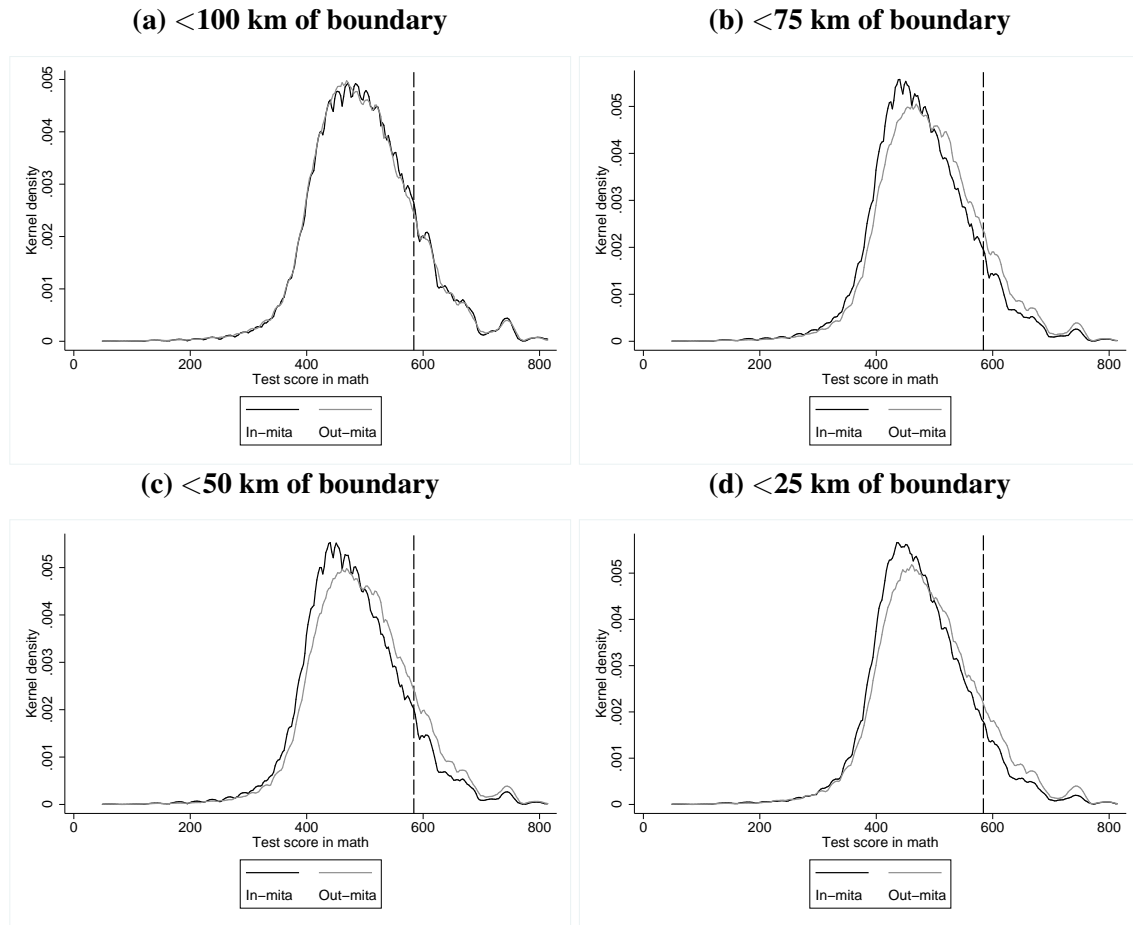 (a) <100 km of boundary
.005
.004
.003
.002
.001
0
Kernel density
0 200 400 600 800
Test score in math
In−mita Out−mita
(b) <75 km of boundary
.005
.004
.003
.002
.001
0
Kernel density
0 200 400 600 800
Test score in math
In−mita Out−mita
(c) <50 km of boundary
.005
.004
.003
.002
.001
0
Kernel density
0 200 400 600 800
Test score in math
In−mita Out−mita
(d) <25 km of boundary
.005
.004
.003
.002
.001
0
Kernel density
0 200 400 600 800
Test score in math
In−mita Out−mita